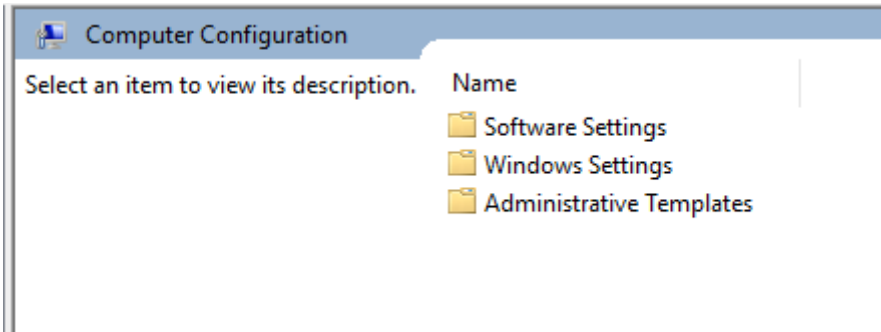 Computer Configuration
Select an item to view its description.
Name
Software Settings
Windows Settings
Administrative Templates